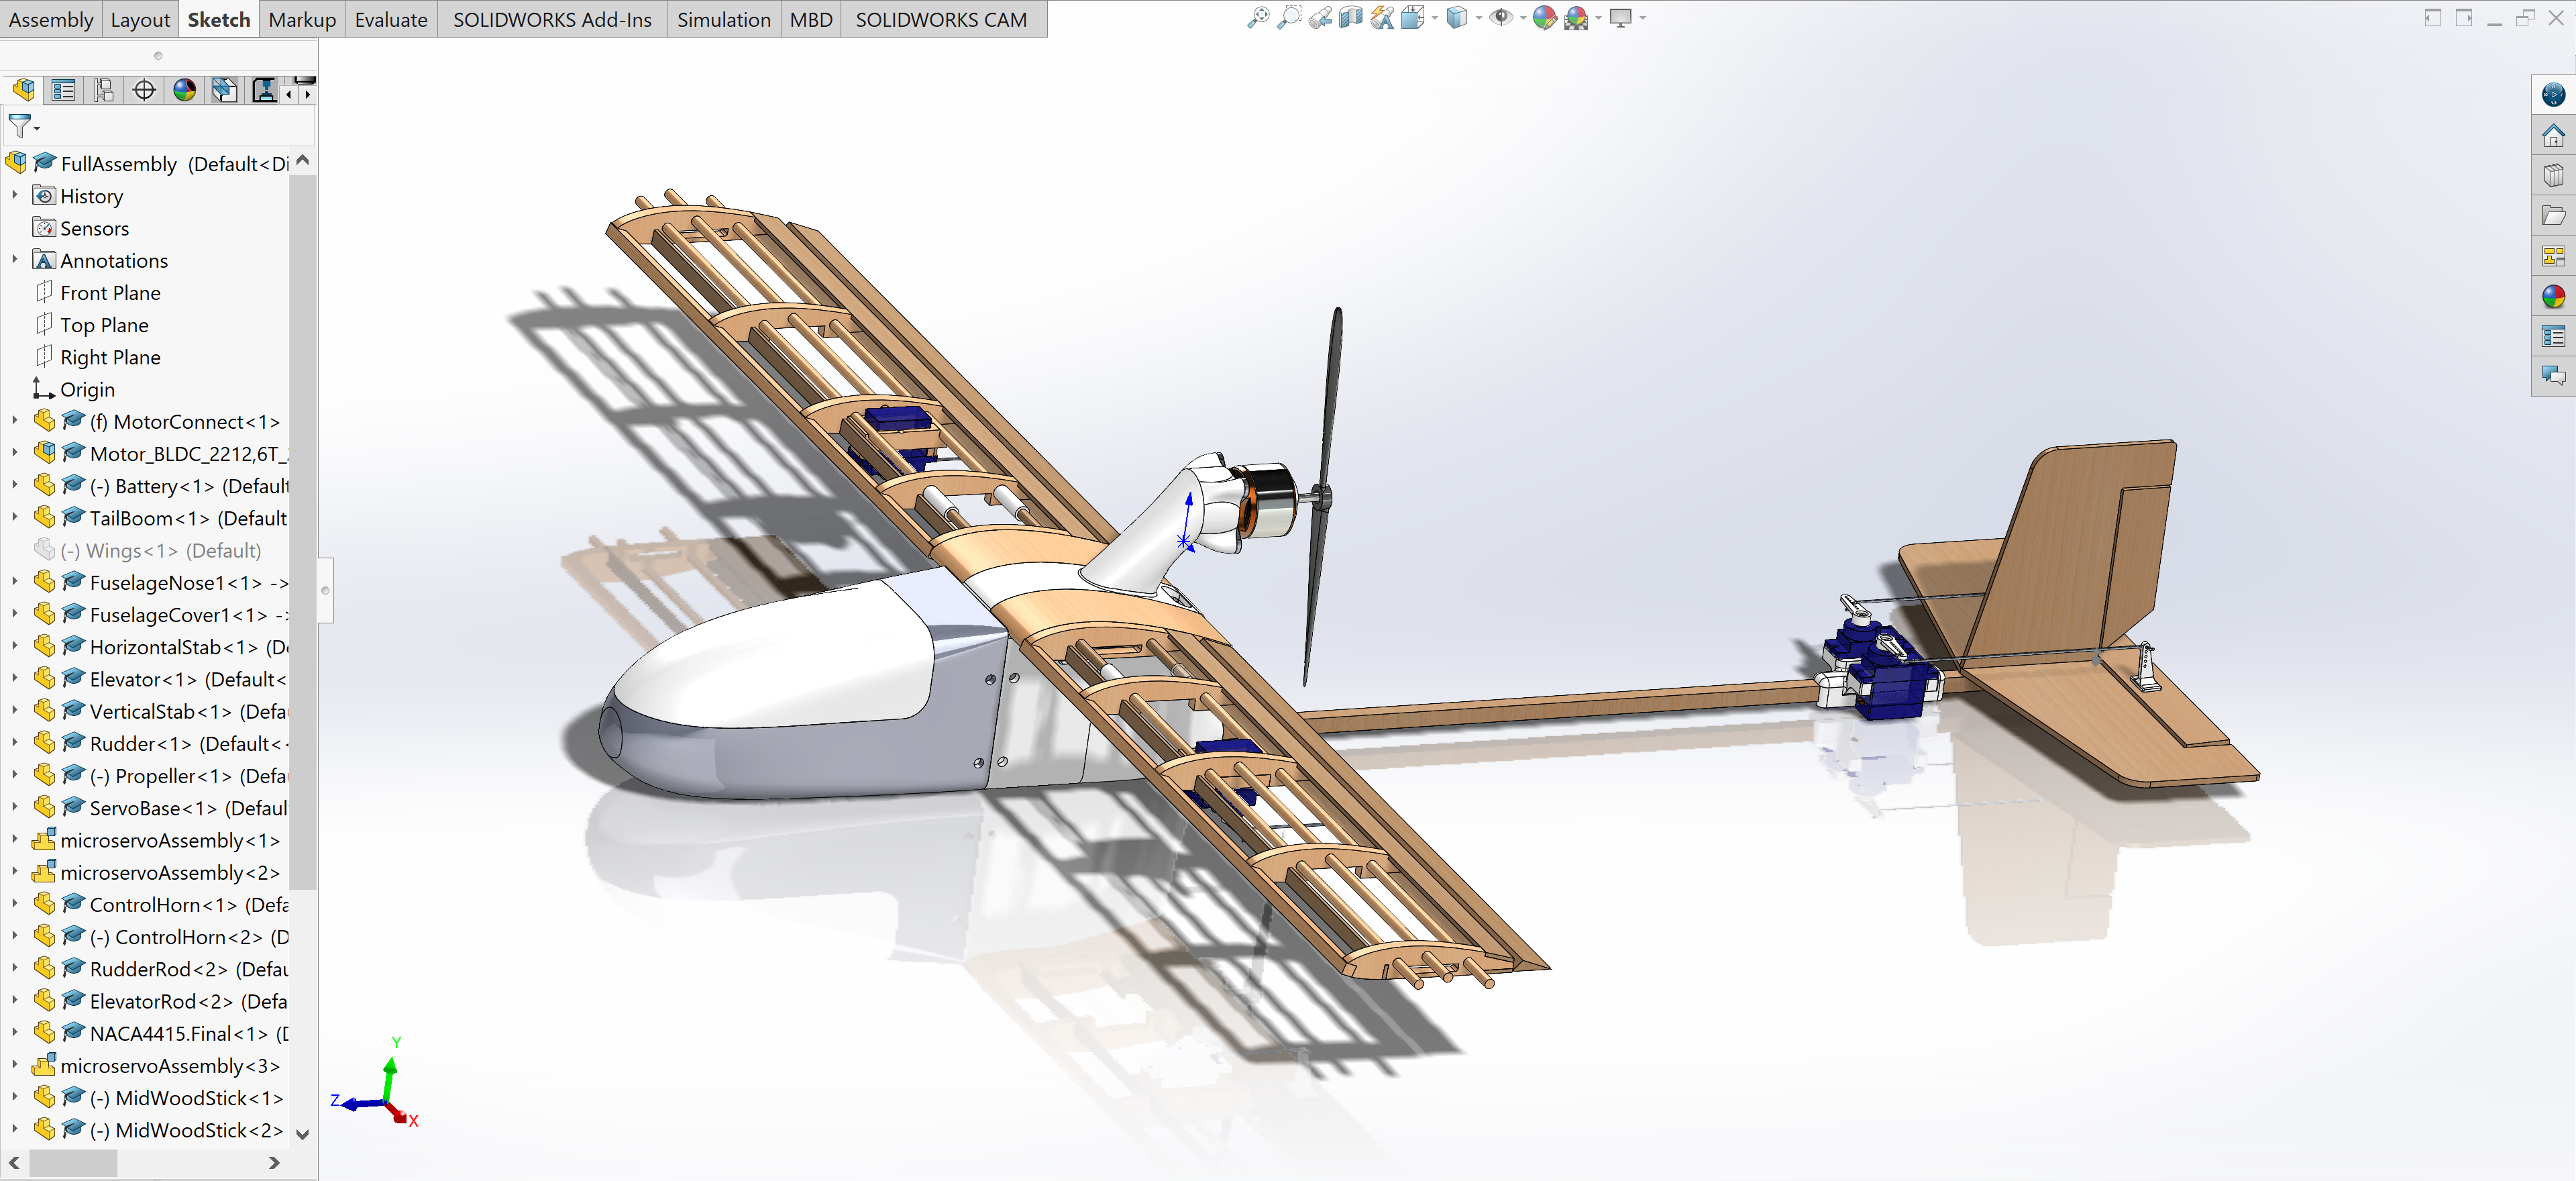 Assembly Layout Sketch Markup Evaluate SOLIDWORKS Add-Ins Simulation MBD SOLIDWORKS CAM
FullAssembly (Default<Di
History
Sensors
Annotations
Front Plane
Top Plane
Right Plane
Origin
(f) MotorConnect<1>
Motor_BLDC_2212,6T_
(-) Battery<1> (Default
TailBoom<1> (Default
(-) Wings<1> (Default)
FuselageNose1<1> ->
FuselageCover1<1> ->
HorizontalStab<1> (De
Elevator<1> (Default<
VerticalStab<1> (Defau
Rudder<1> (Default<
(-) Propeller<1> (Defau
ServoBase<1> (Default
microservoAssembly<1>
microservoAssembly<2>
ControlHorn<1> (Defa
(-) ControlHorn<2> (D
RudderRod<2> (Defau
ElevatorRod<2> (Defa
NACA4415.Final<1> (D
microservoAssembly<3>
(-) MidWoodStick<1>
(-) MidWoodStick<2>
Y
Z
X